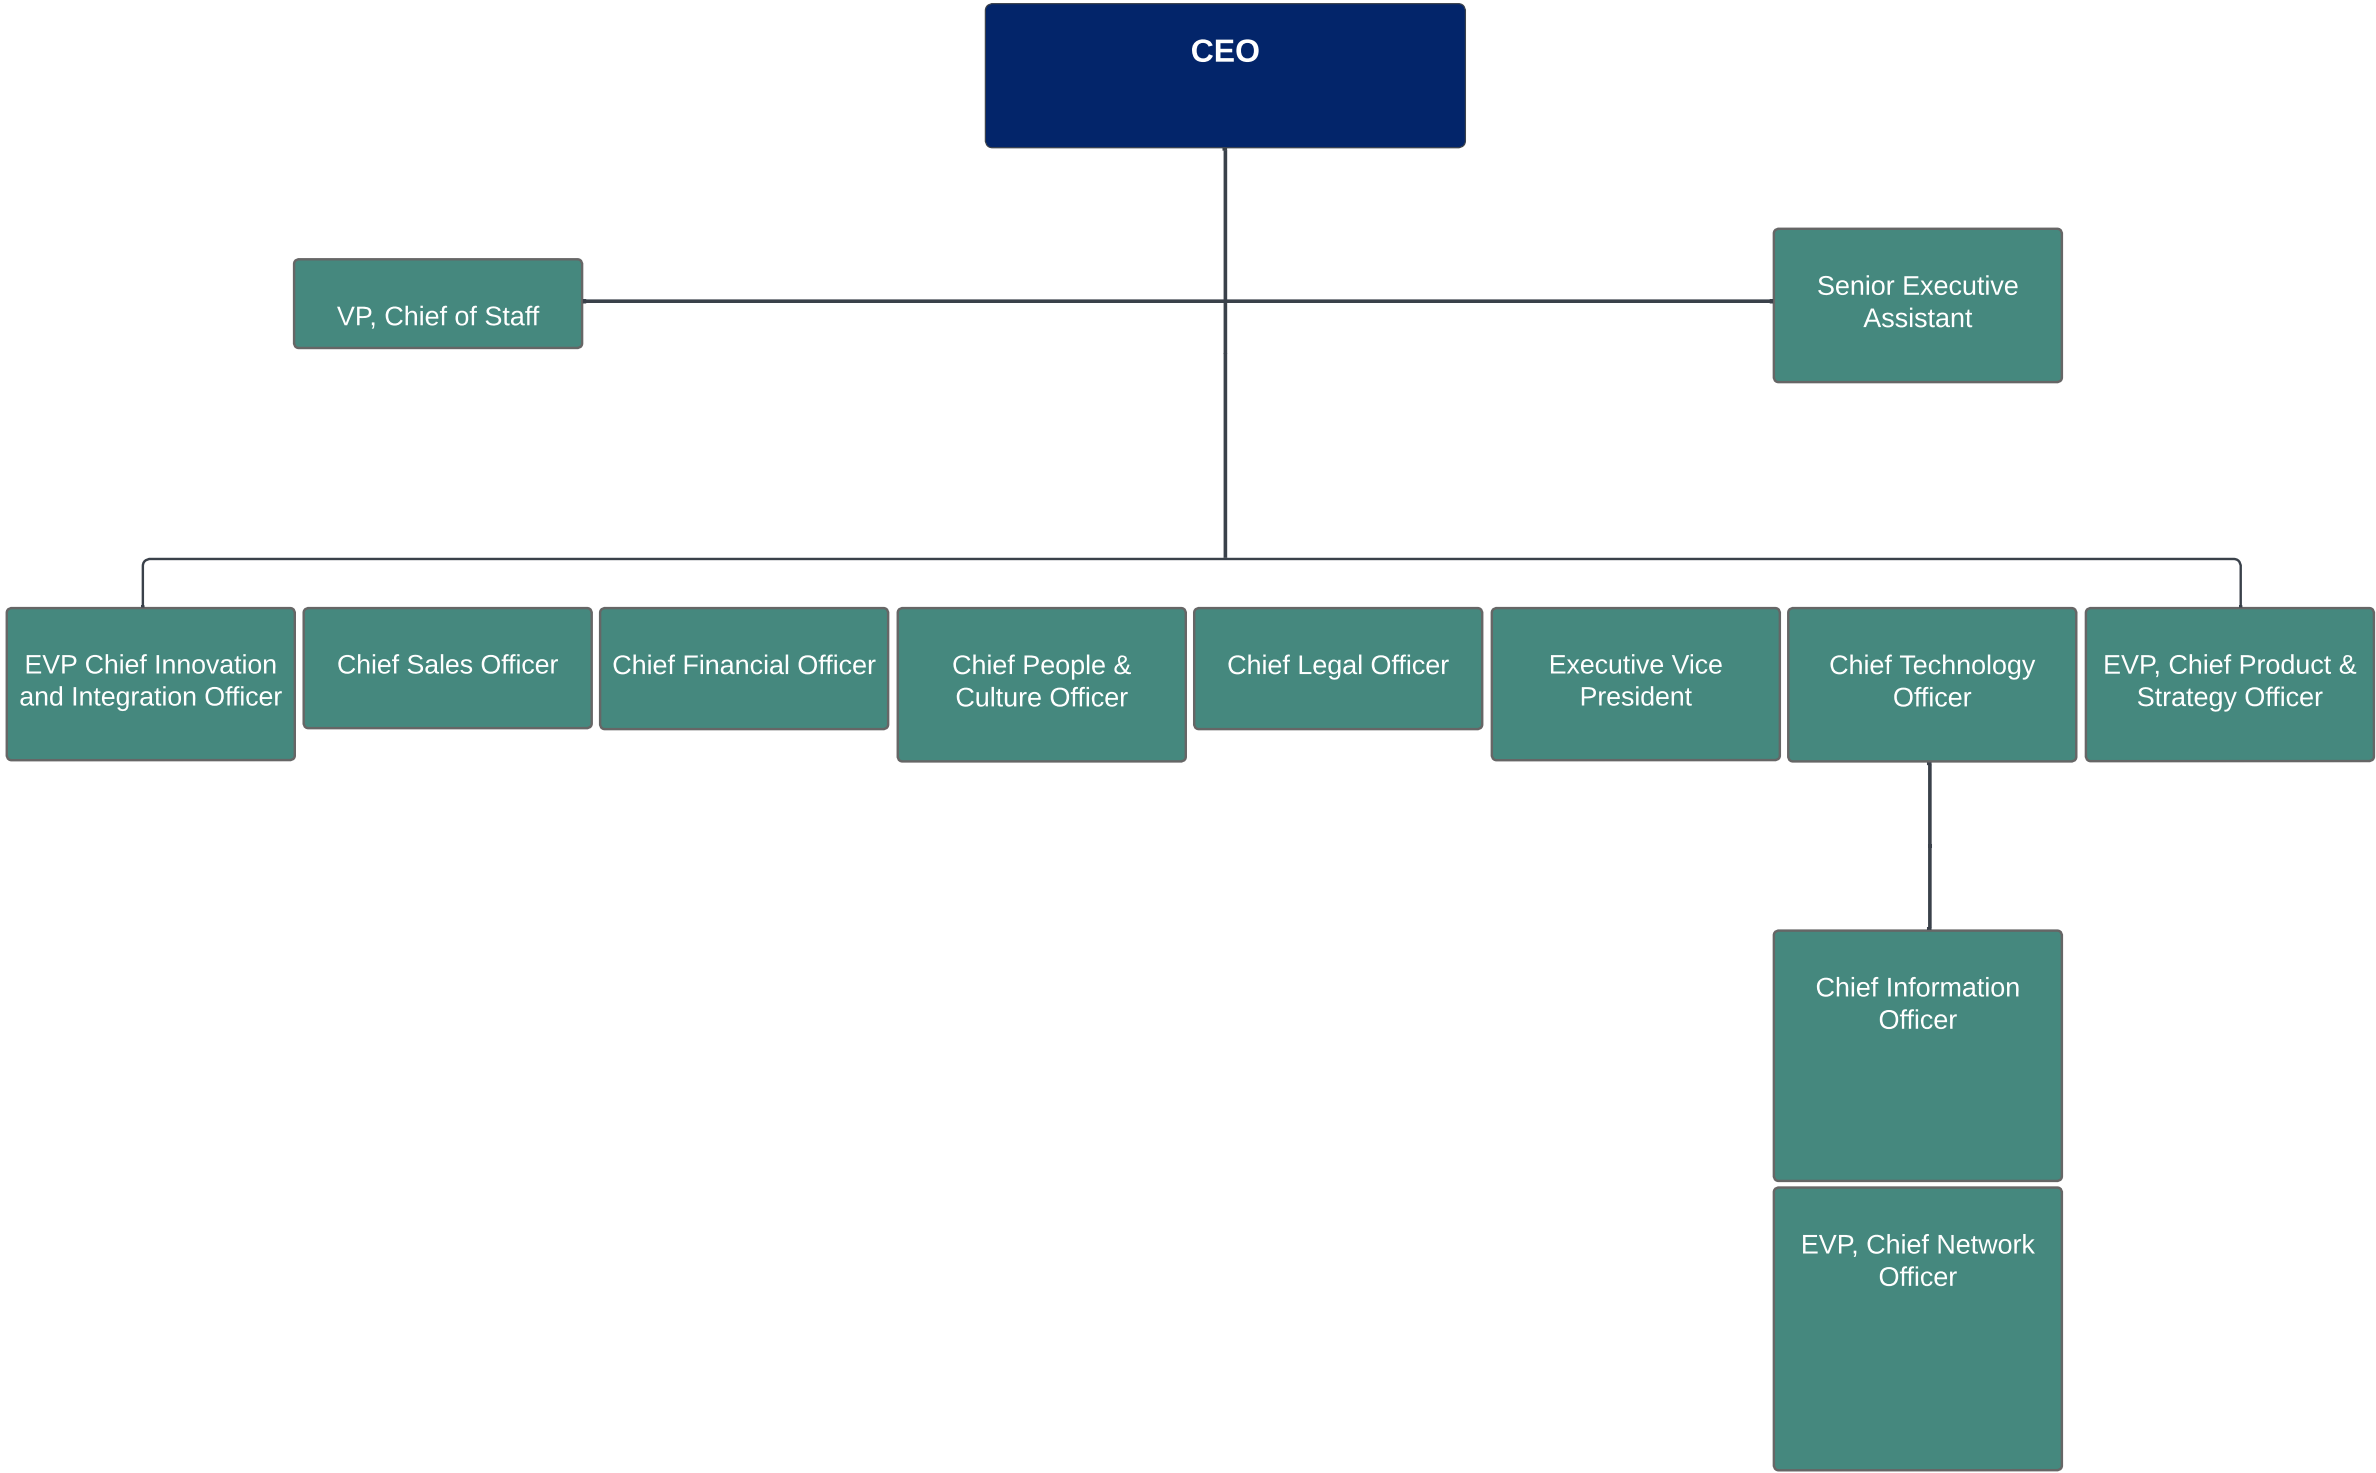 CEO
VP, Chief of Staff
Senior Executive
Assistant
EVP Chief Innovation
and Integration Officer
Chief Sales Officer
Chief Financial Officer
Chief People &
Culture Officer
Chief Legal Officer
Executive Vice
President
Chief Technology
Officer
EVP, Chief Product &
Strategy Officer
Chief Information
Officer
EVP, Chief Network
Officer